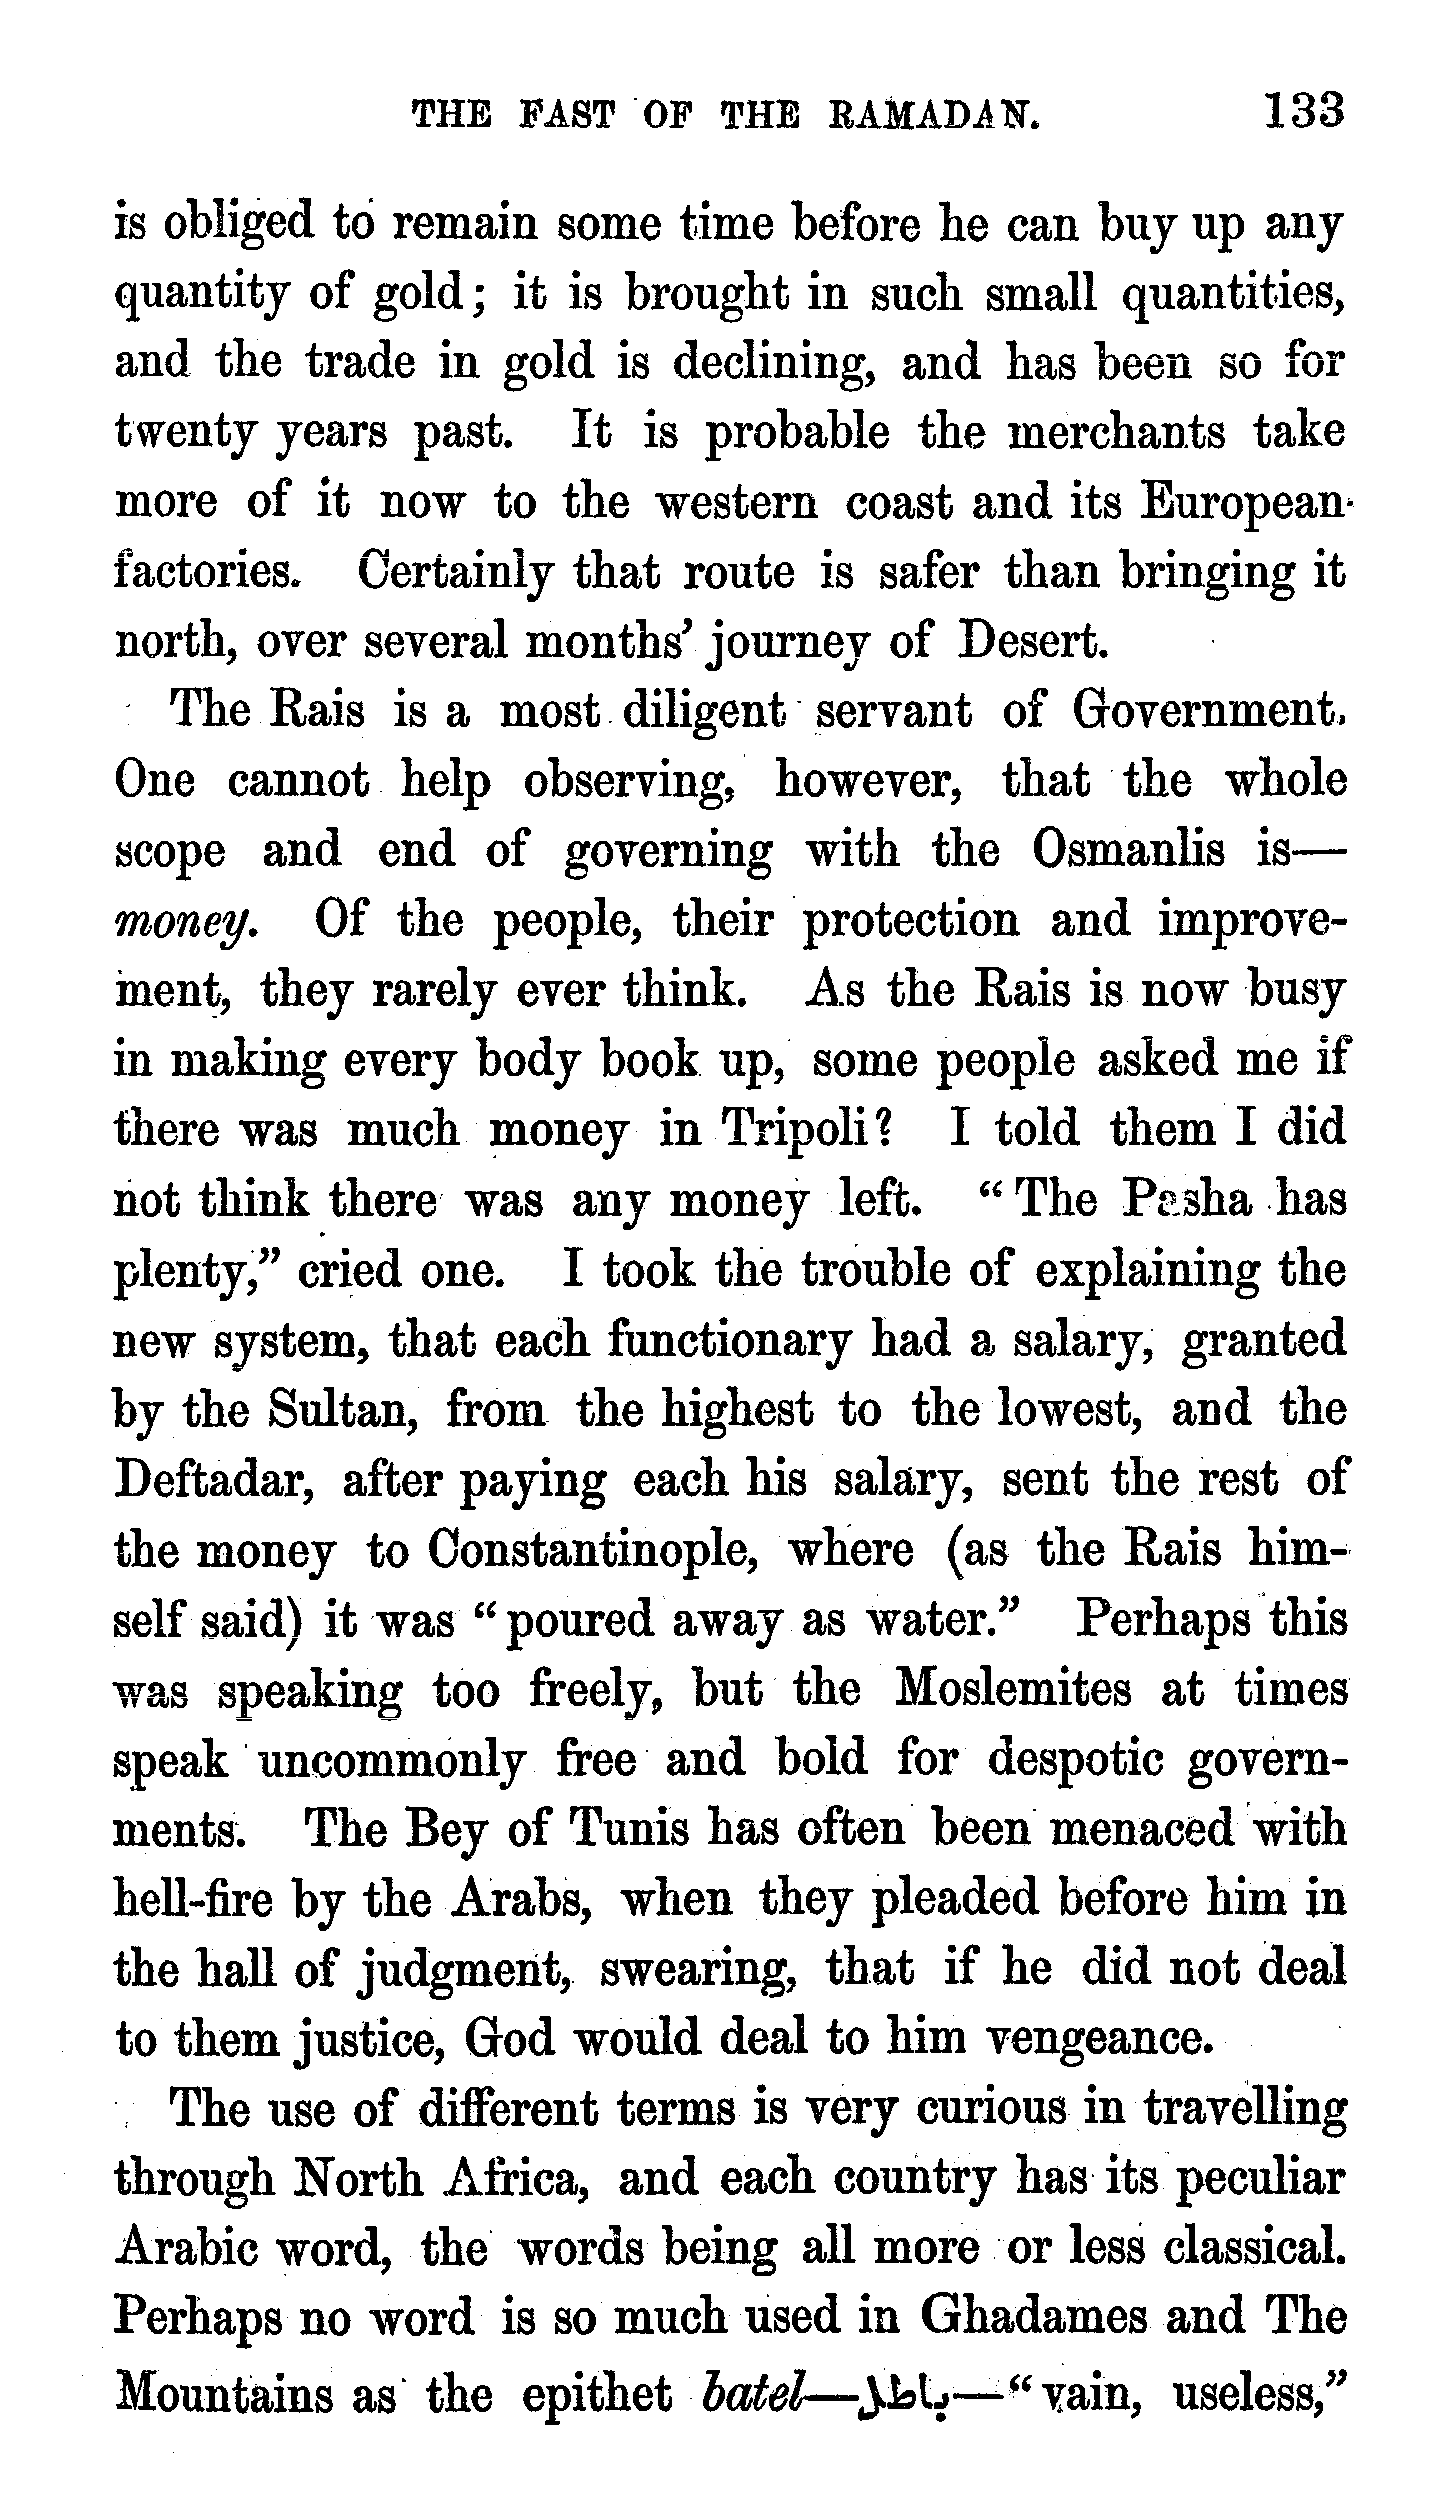 THE FAST OF THE RAMADAN. 133
is obliged to remain some time before he can buy up any
quantity of gold; it is brought in such small quantities,
and the trade in gold is declining, and has been so for
twenty years past. It is probable the merchants take
more of it now to the western coast and its European
factories. Certainly that route is safer than bringing it
north, over several months’ journey of Desert.
The Rais is a most diligent servant of Government.
One cannot help observing, however, that the whole
scope and end of governing with the Osmanlis is—
money. Of the people, their protection and improve-
ment, they rarely ever think. As the Rais is now busy
in making every body book up, some people asked me if
there was much money in Tripoli? I told them I did
not think there was any money left. “The Pasha has
plenty,” cried one. I took the trouble of explaining the
new system, that each functionary had a salary, granted
by the Sultan, from the highest to the lowest, and the
Deftadar, after paying each his salary, sent the rest of
the money to Constantinople, where (as the Rais him-
self said) it was “poured away as water.” Perhaps this
was speaking too freely, but the Moslemites at times
speak uncommonly free and bold for despotic govern-
ments. The Bey of Tunis has often been menaced with
hell-fire by the Arabs, when they pleaded before him in
the hall of judgment, swearing, that if he did not deal
to them justice, God would deal to him vengeance.
The use of different terms is very curious in travelling
through North Africa, and each country has its peculiar
Arabic word, the words being all more or less classical.
Perhaps no word is so much used in Ghadames and The
Mountains as the epithet batel—باطل—“vain, useless,”